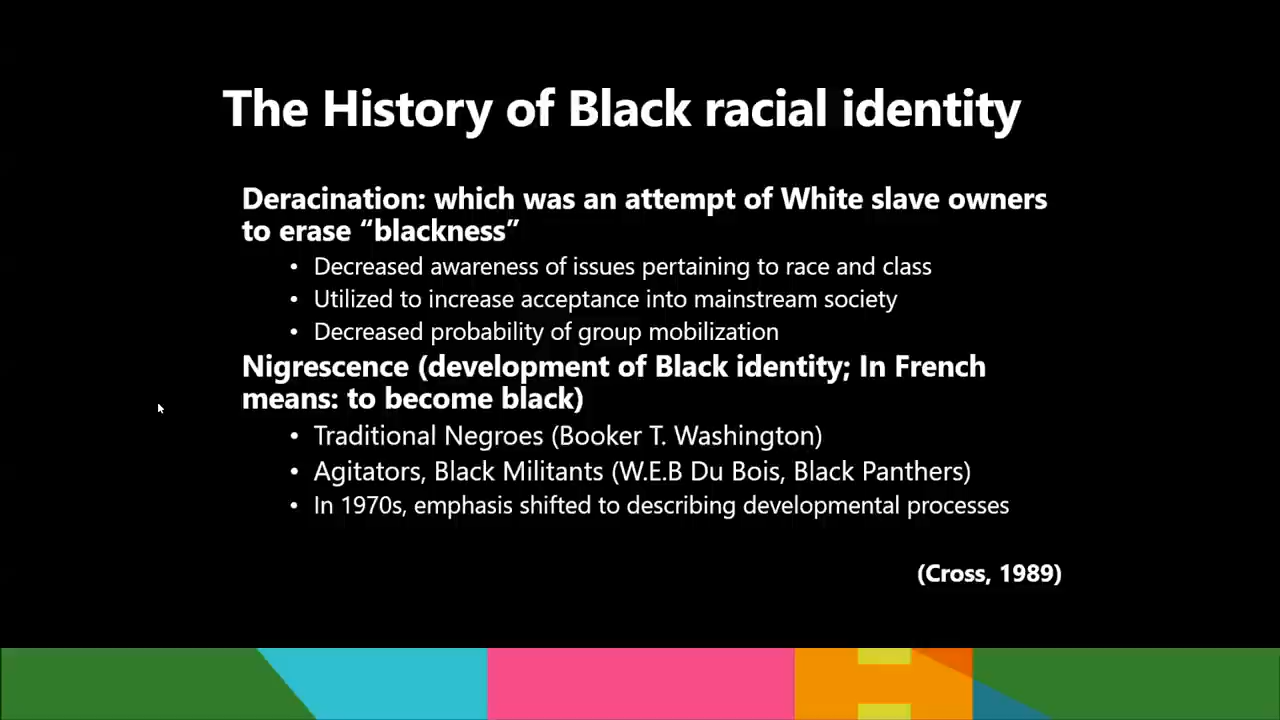 The History of Black racial identity
Deracination: which was an attempt of White slave owners
to erase “blackness”
• Decreased awareness of issues pertaining to race and class
• Utilized to increase acceptance into mainstream society
• Decreased probability of group mobilization
Nigrescence (development of Black identity; In French
means: to become black)
• Traditional Negroes (Booker T. Washington)
• Agitators, Black Militants (W.E.B Du Bois, Black Panthers)
• In 1970s, emphasis shifted to describing developmental processes
(Cross, 1989)